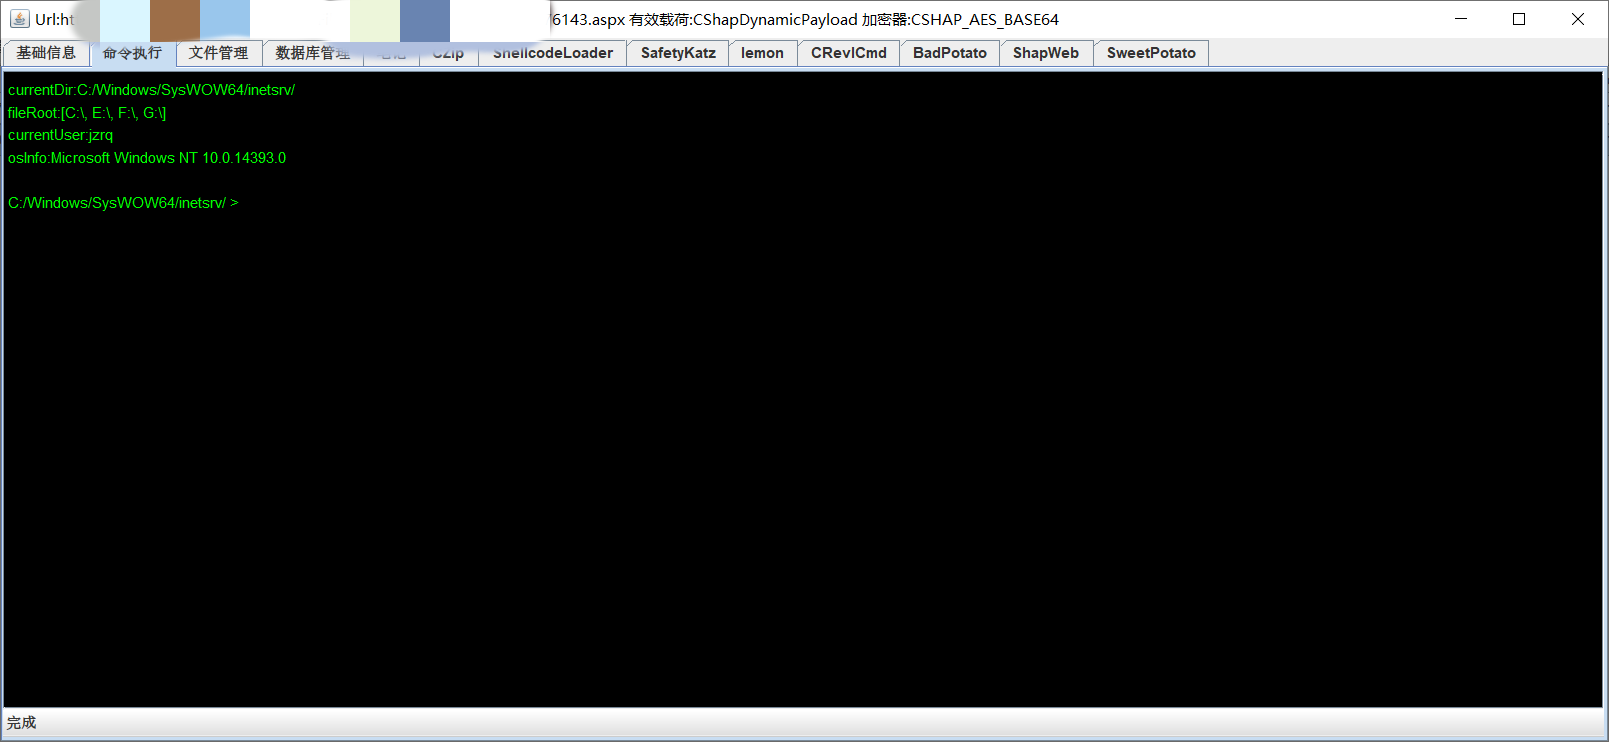 Url:ht 6143.aspx 有效载荷:CShapDynamicPayload 加密器:CSHAP_AES_BASE64
基础信息 命令执行 文件管理 数据库管理 CZip ShellcodeLoader SafetyKatz lemon CRevlCmd BadPotato ShapWeb SweetPotato
currentDir:C:/Windows/SysWOW64/inetsrv/
fileRoot:[C:\, E:\, F:\, G:\]
currentUser:jzrq
osInfo:Microsoft Windows NT 10.0.14393.0
C:/Windows/SysWOW64/inetsrv/ >
完成